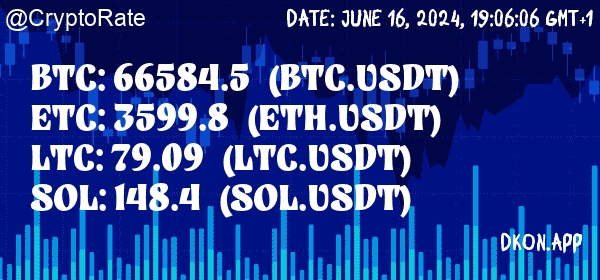 @CryptoRate
DATE: JUNE 16, 2024, 19:06:06 GMT+1
BTC: 66584.5 (BTC.USDT)
ETC: 3599.8 (ETH.USDT)
LTC: 79.09 (LTC.USDT)
SOL: 148.4 (SOL.USDT)
DKON.APP